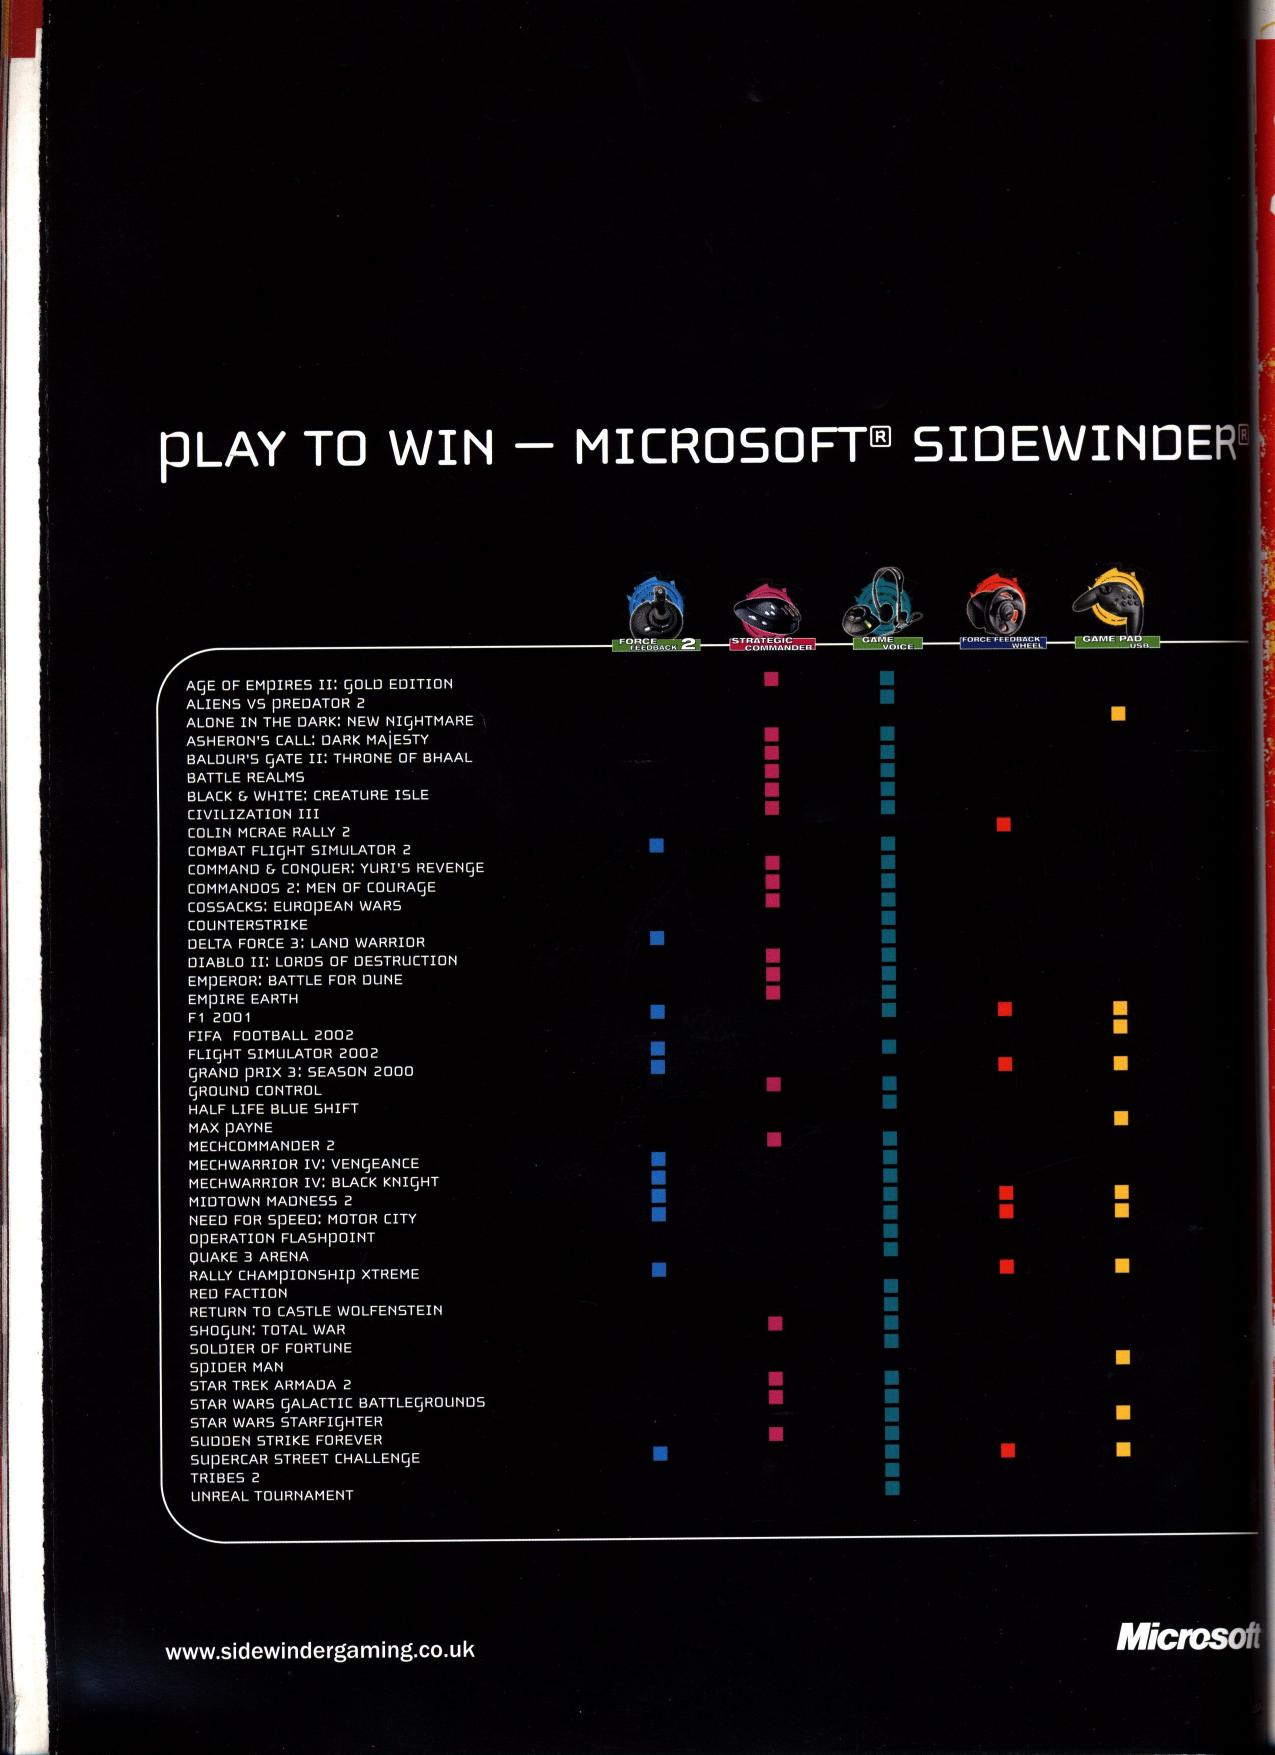 PLAY TO WIN — MICROSOFT® SIDEWINDER®
FORCE FEEDBACK 2
STRATEGIC COMMANDER
GAME VOICE
FORCE FEEDBACK WHEEL
GAME PAD USB
AGE OF EMPIRES II: GOLD EDITION
ALIENS VS PREDATOR 2
ALONE IN THE DARK: NEW NIGHTMARE
ASHERON'S CALL: DARK MAJESTY
BALDUR'S GATE II: THRONE OF BHAAL
BATTLE REALMS
BLACK & WHITE: CREATURE ISLE
CIVILIZATION III
COLIN MCRAE RALLY 2
COMBAT FLIGHT SIMULATOR 2
COMMAND & CONQUER: YURI'S REVENGE
COMMANDOS 2: MEN OF COURAGE
COSSACKS: EUROPEAN WARS
COUNTERSTRIKE
DELTA FORCE 3: LAND WARRIOR
DIABLO II: LORDS OF DESTRUCTION
EMPEROR: BATTLE FOR DUNE
EMPIRE EARTH
F1 2001
FIFA FOOTBALL 2002
FLIGHT SIMULATOR 2002
GRAND PRIX 3: SEASON 2000
GROUND CONTROL
HALF LIFE BLUE SHIFT
MAX PAYNE
MECHCOMMANDER 2
MECHWARRIOR IV: VENGEANCE
MECHWARRIOR IV: BLACK KNIGHT
MIDTOWN MADNESS 2
NEED FOR SPEED: MOTOR CITY
OPERATION FLASHPOINT
QUAKE 3 ARENA
RALLY CHAMPIONSHIP XTREME
RED FACTION
RETURN TO CASTLE WOLFENSTEIN
SHOGUN: TOTAL WAR
SOLDIER OF FORTUNE
SPIDER MAN
STAR TREK ARMADA 2
STAR WARS GALACTIC BATTLEGROUNDS
STAR WARS STARFIGHTER
SUDDEN STRIKE FOREVER
SUPERCAR STREET CHALLENGE
TRIBES 2
UNREAL TOURNAMENT
www.sidewindergaming.co.uk
Microsoft